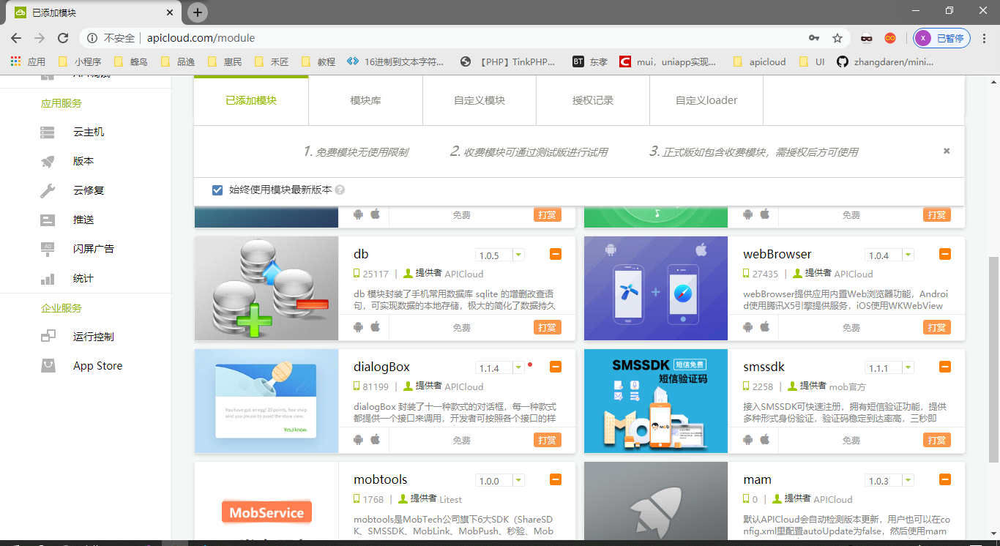 已添加模块
不安全 apicloud.com/module
X 已暂停
应用 小程序 蜂鸟 品逸 惠民 禾匠 教程 16进制到文本字符... 【PHP】TinkPHP... BT 东孝 mui，uniapp实现... apicloud UI zhangdaren/mini...
应用服务
云主机
版本
云修复
推送
AD 闪屏广告
统计
企业服务
运行控制
App Store
已添加模块 模块库 自定义模块 授权记录 自定义loader
1. 免费模块无使用限制 2. 收费模块可通过测试版进行试用 3. 正式版如包含收费模块，需授权后方可使用
始终使用模块最新版本
免费 打赏
免费 打赏
db 1.0.5
25117 | 提供者 APICloud
db 模块封装了手机常用数据库 sqlite 的增删改查语
句，可实现数据的本地存储，极大的简化了数据持久
免费 打赏
webBrowser 1.0.4
27435 | 提供者 APICloud
webBrowser提供应用内置Web浏览器功能，Androi
d使用腾讯X5引擎提供服务，iOS使用WKWebView
免费 打赏
You have got an egg! 20 points, free shop
sent you please to avoid the store view.
Yes,I know.
dialogBox 1.1.4
81199 | 提供者 APICloud
dialogBox 封装了十一种款式的对话框，每一种款式
都提供一个接口来调用，开发者可按照各个接口的样
免费 打赏
SMSSDK 短信免费
短信验证码
smssdk 1.1.1
2258 | 提供者 mob官方
接入SMSSDK可快速注册，拥有短信验证功能，提供
多种形式身份验证，验证码稳定到达率高，三秒即
免费 打赏
MobService
mobtools 1.0.0
1768 | 提供者 Litest
mobtools是MobTech公司旗下6大SDK（ShareSD
K、SMSSDK、MobLink、MobPush、秒验、Mob
mam 1.0.3
0 | 提供者 APICloud
默认APICloud会自动检测版本更新，用户也可以在co
nfig.xml里配置autoUpdate为false，然后使用mam